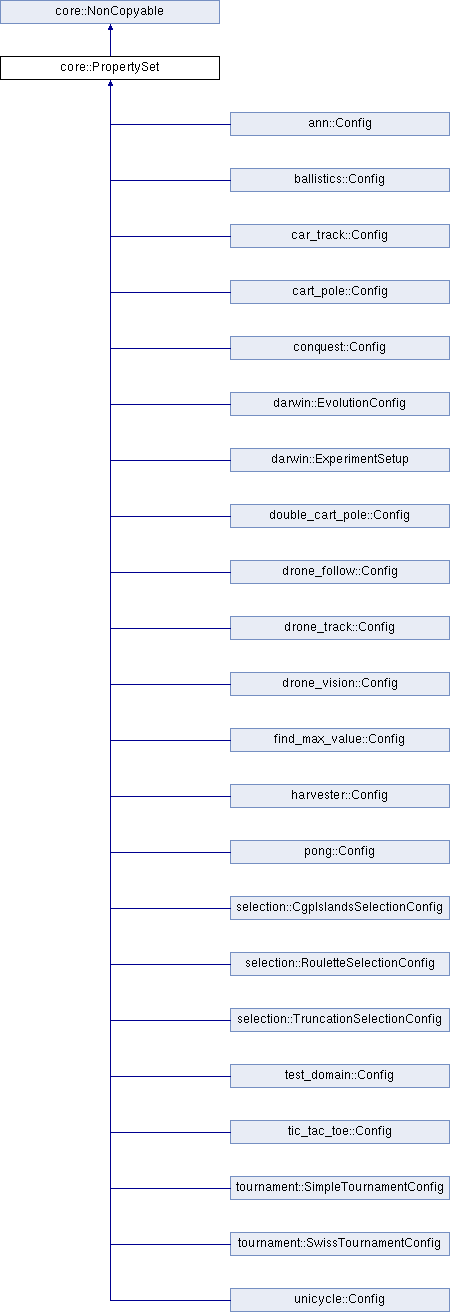 core::NonCopyable
core::PropertySet
ann::Config
ballistics::Config
car_track::Config
cart_pole::Config
conquest::Config
darwin::EvolutionConfig
darwin::ExperimentSetup
double_cart_pole::Config
drone_follow::Config
drone_track::Config
drone_vision::Config
find_max_value::Config
harvester::Config
pong::Config
selection::CgpIslandsSelectionConfig
selection::RouletteSelectionConfig
selection::TruncationSelectionConfig
test_domain::Config
tic_tac_toe::Config
tournament::SimpleTournamentConfig
tournament::SwissTournamentConfig
unicycle::Config